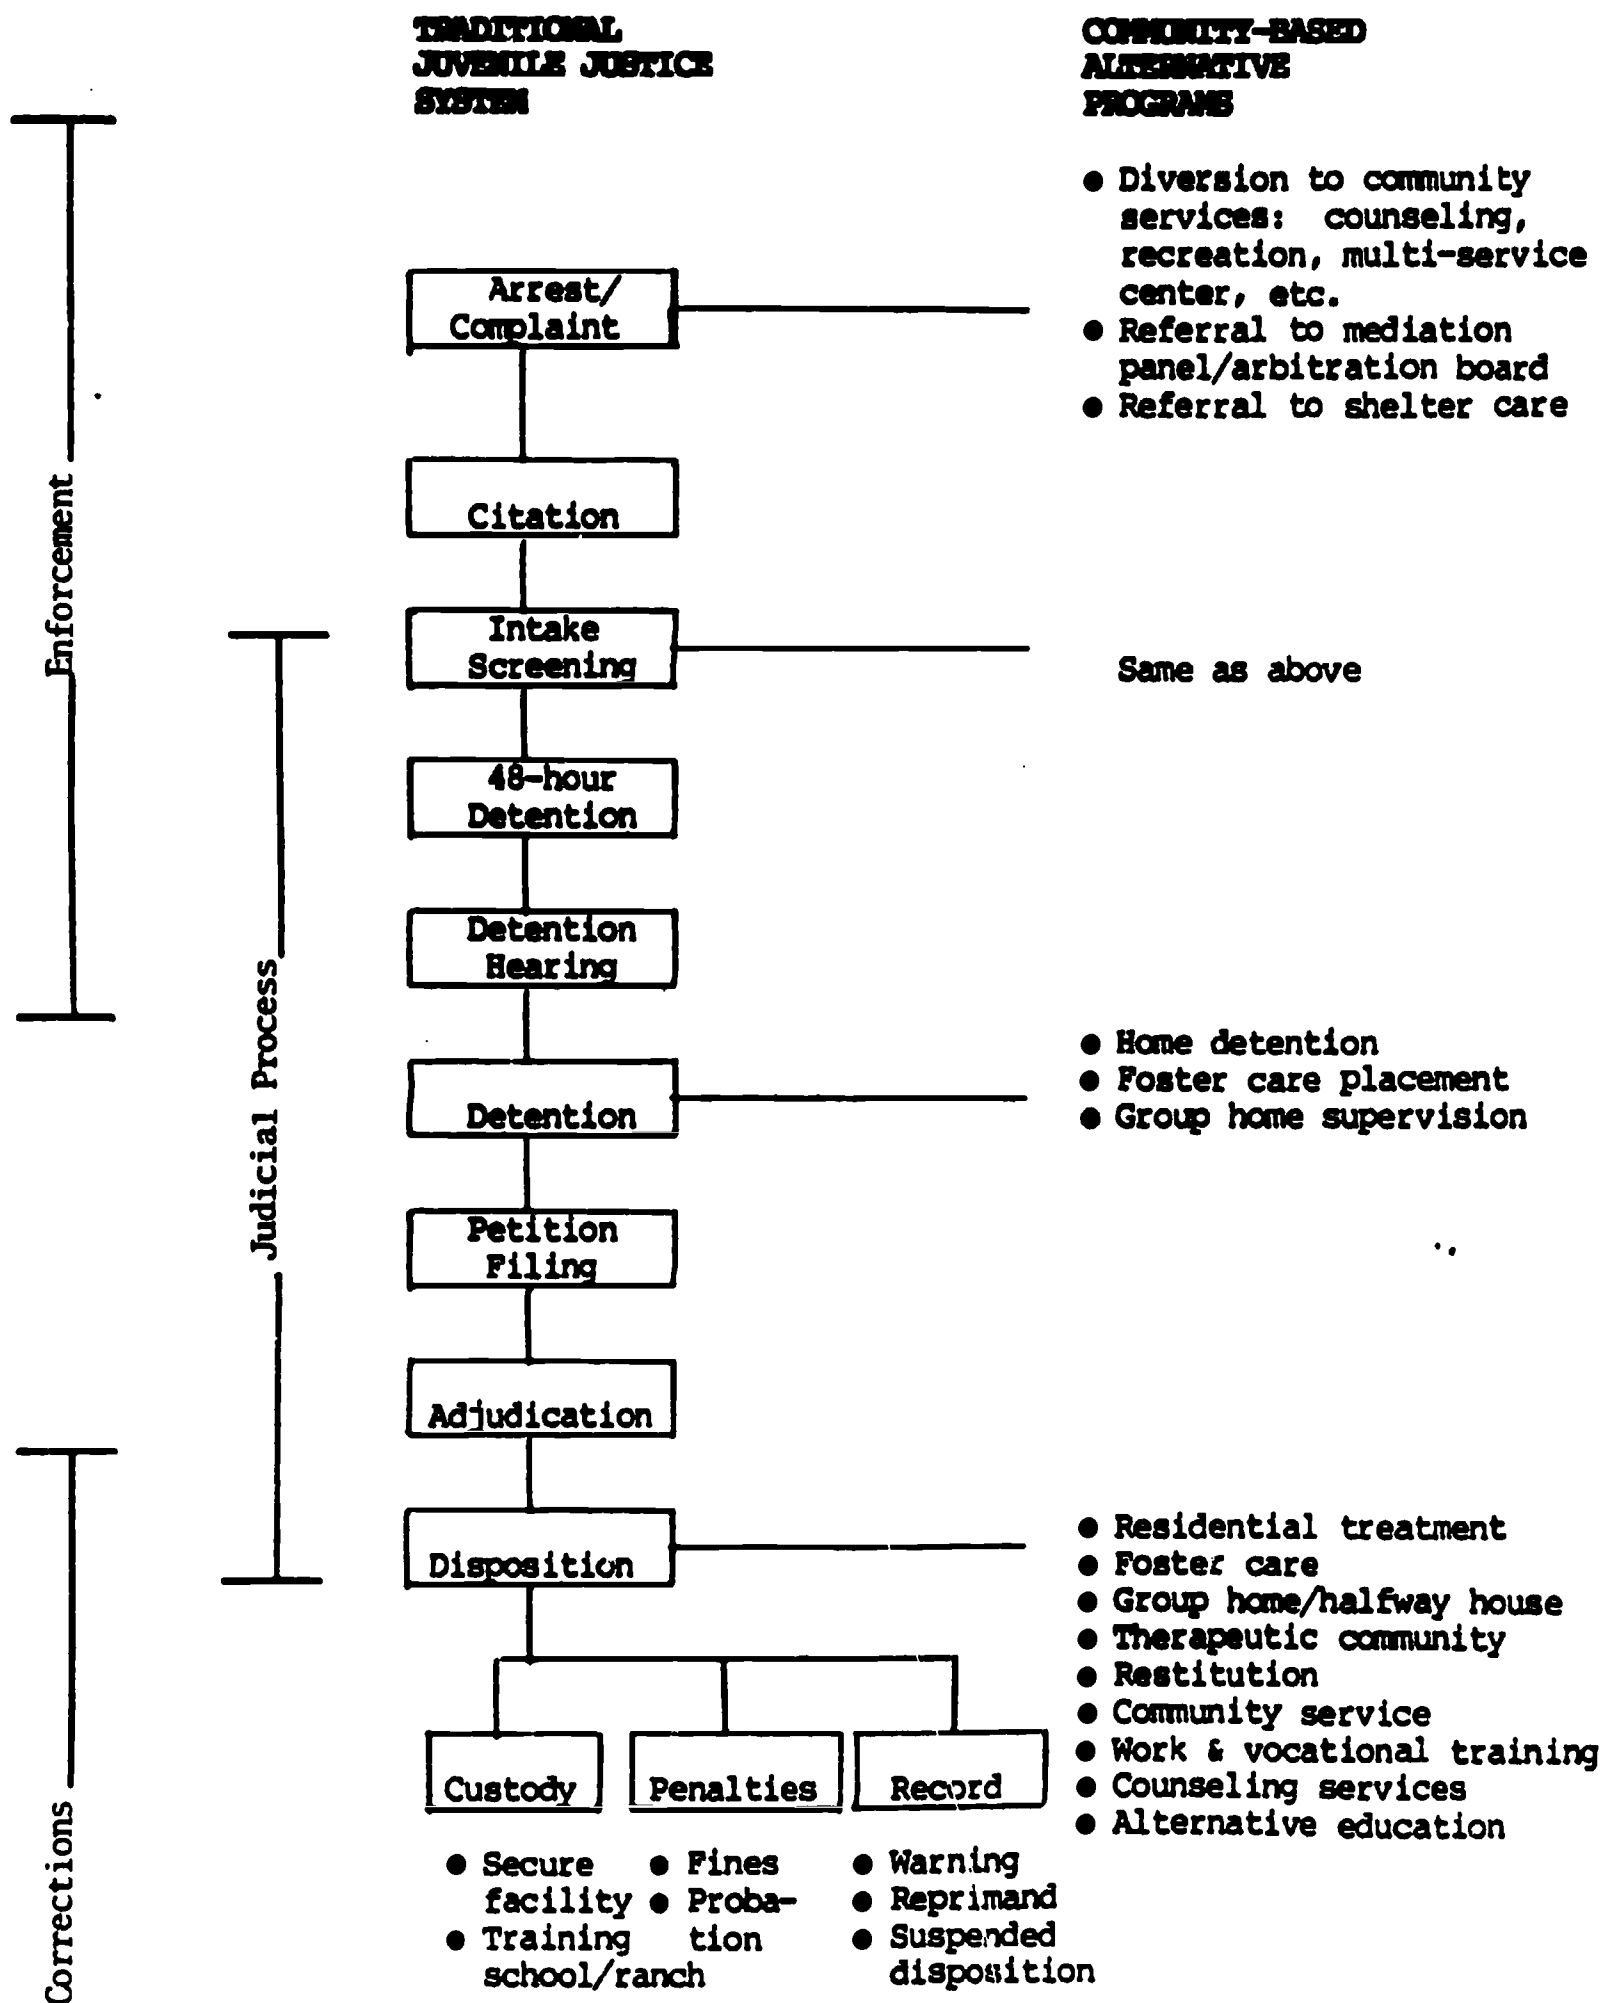 TRADITIONAL
JUVENILE JUSTICE
SYSTEM
COMMUNITY-BASED
ALTERNATIVE
PROGRAMS
Enforcement
Judicial Process
Corrections
Arrest/
Complaint
● Diversion to community
services: counseling,
recreation, multi-service
center, etc.
● Referral to mediation
panel/arbitration board
● Referral to shelter care
Citation
Intake
Screening
Same as above
48-hour
Detention
Detention
Hearing
Detention
● Home detention
● Foster care placement
● Group home supervision
Petition
Filing
Adjudication
Disposition
● Residential treatment
● Foster care
● Group home/halfway house
● Therapeutic community
● Restitution
● Community service
● Work & vocational training
● Counseling services
● Alternative education
Custody
● Secure
facility
● Training
school/ranch
Penalties
● Fines
● Proba-
tion
Record
● Warning
● Reprimand
● Suspended
disposition